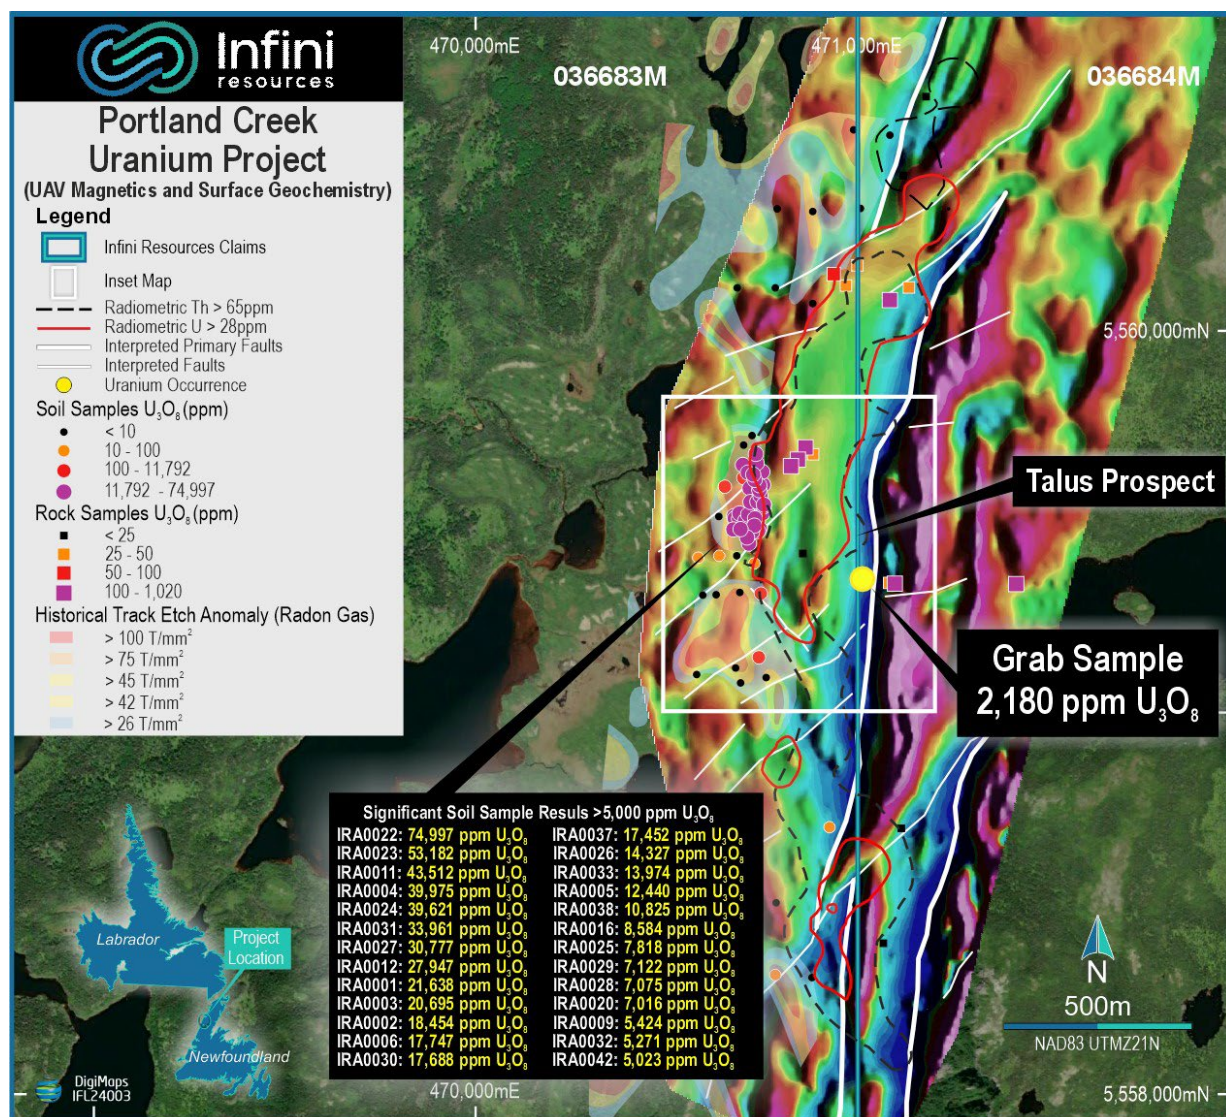 Infini
resources
Portland Creek
Uranium Project
(UAV Magnetics and Surface Geochemistry)
Legend
Infini Resources Claims
Inset Map
Radiometric Th > 65ppm
Radiometric U > 28ppm
Interpreted Primary Faults
Interpreted Faults
Uranium Occurrence
Soil Samples U₃O₈ (ppm)
< 10
10 - 100
100 - 11,792
11,792 - 74,997
Rock Samples U₃O₈ (ppm)
< 25
25 - 50
50 - 100
100 - 1,020
Historical Track Etch Anomaly (Radon Gas)
> 100 T/mm²
> 75 T/mm²
> 45 T/mm²
> 42 T/mm²
> 26 T/mm²
470,000mE
471,000mE
036683M
036684M
5,560,000mN
Talus Prospect
Grab Sample
2,180 ppm U₃O₈
Significant Soil Sample Resuls >5,000 ppm U₃O₈
IRA0022: 74,997 ppm U₃O₈
IRA0023: 53,182 ppm U₃O₈
IRA0011: 43,512 ppm U₃O₈
IRA0004: 39,975 ppm U₃O₈
IRA0024: 39,621 ppm U₃O₈
IRA0031: 33,961 ppm U₃O₈
IRA0027: 30,777 ppm U₃O₈
IRA0012: 27,947 ppm U₃O₈
IRA0001: 21,638 ppm U₃O₈
IRA0003: 20,695 ppm U₃O₈
IRA0002: 18,454 ppm U₃O₈
IRA0006: 17,747 ppm U₃O₈
IRA0030: 17,688 ppm U₃O₈
IRA0037: 17,452 ppm U₃O₈
IRA0026: 14,327 ppm U₃O₈
IRA0033: 13,974 ppm U₃O₈
IRA0005: 12,440 ppm U₃O₈
IRA0038: 10,825 ppm U₃O₈
IRA0016: 8,584 ppm U₃O₈
IRA0025: 7,818 ppm U₃O₈
IRA0029: 7,122 ppm U₃O₈
IRA0028: 7,075 ppm U₃O₈
IRA0020: 7,016 ppm U₃O₈
IRA0009: 5,424 ppm U₃O₈
IRA0032: 5,271 ppm U₃O₈
IRA0042: 5,023 ppm U₃O₈
Labrador
Project
Location
Newfoundland
DigiMaps
IFL24003
470,000mE
N
500m
NAD83 UTMZ21N
5,558,000mN